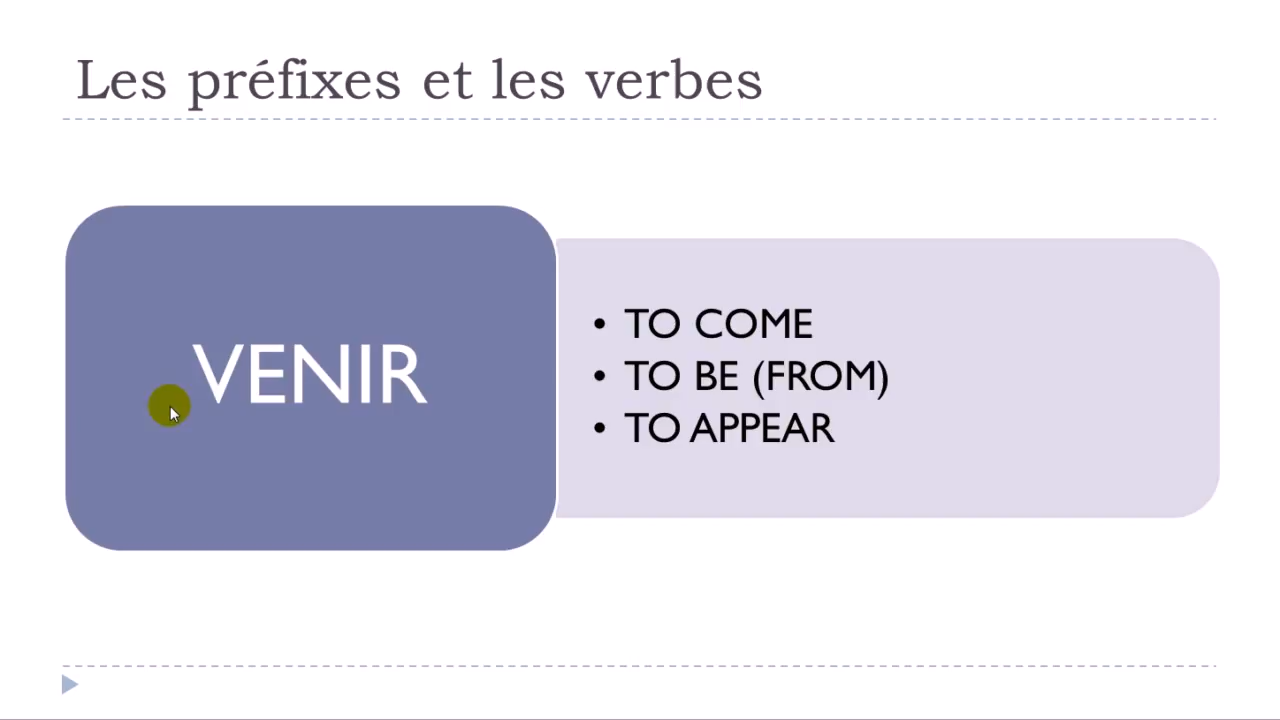 Les préfixes et les verbes
VENIR
• TO COME
• TO BE (FROM)
• TO APPEAR